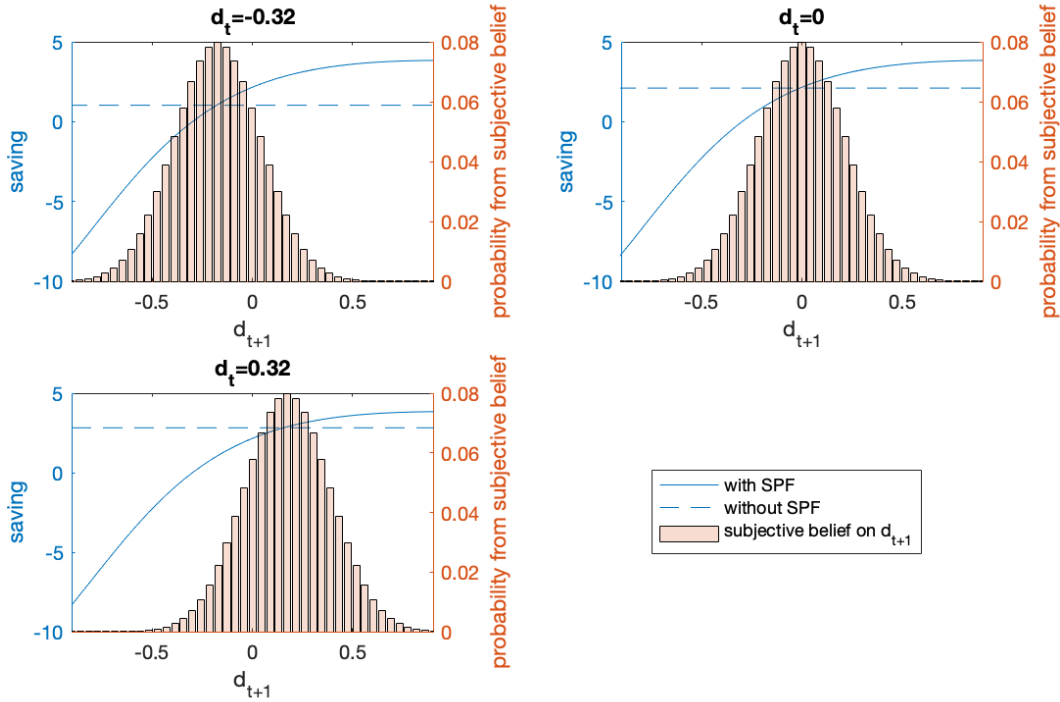 d_t=-0.32
5
0
-5
-10
saving
0.08
0.06
0.04
0.02
0
probability from subjective belief
-0.5 0 0.5
d_{t+1}
d_t=0
5
0
-5
-10
saving
0.08
0.06
0.04
0.02
0
probability from subjective belief
-0.5 0 0.5
d_{t+1}
d_t=0.32
5
0
-5
-10
saving
0.08
0.06
0.04
0.02
0
probability from subjective belief
-0.5 0 0.5
d_{t+1}
with SPF
without SPF
subjective belief on d_{t+1}